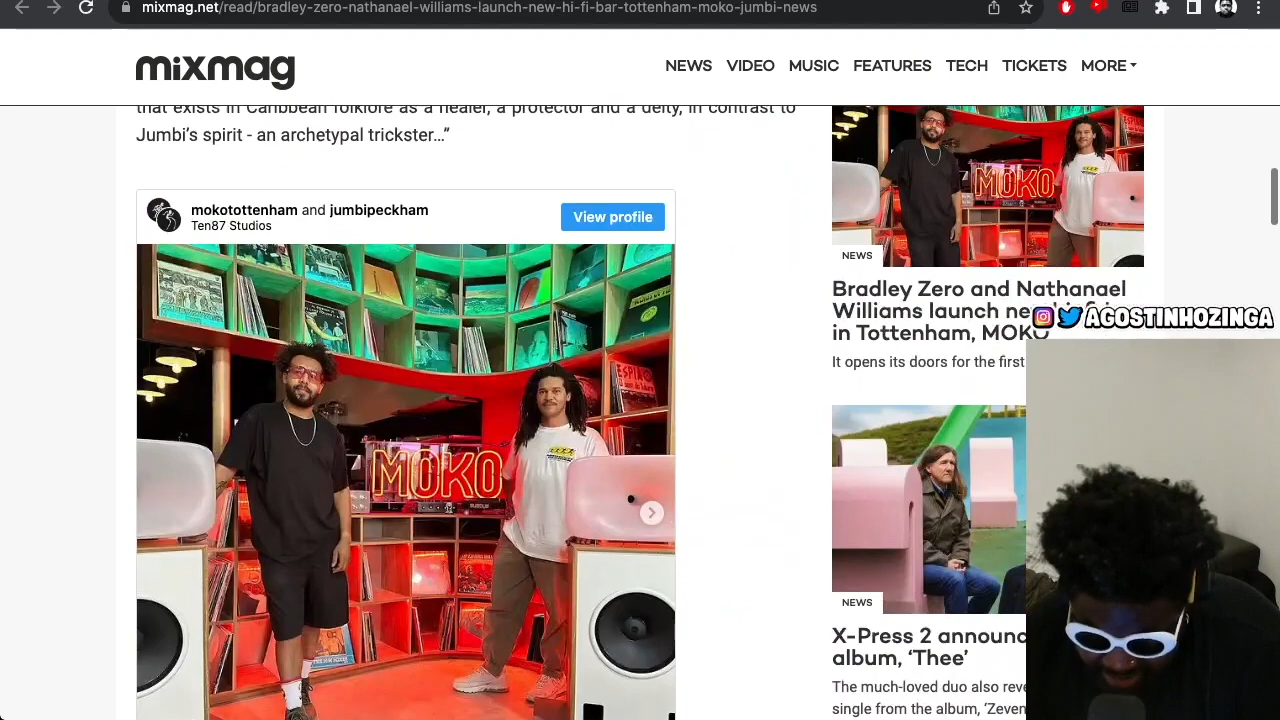 mixmag.net/read/bradley-zero-nathanael-williams-launch-new-hi-fi-bar-tottenham-moko-jumbi-news
mixmag
NEWS VIDEO MUSIC FEATURES TECH TICKETS MORE
that exists in Caribbean folklore as a healer, a protector and a deity, in contrast to
Jumbi’s spirit - an archetypal trickster…”
mokotottenham and jumbipeckham
Ten87 Studios
View profile
MOKO
MOKO
NEWS
Bradley Zero and Nathanael
Williams launch new
in Tottenham, MOKO
It opens its doors for the first
AGOSTINHOZINGA
NEWS
X-Press 2 announc
album, ‘Thee’
The much-loved duo also reve
single from the album, ‘Zeven